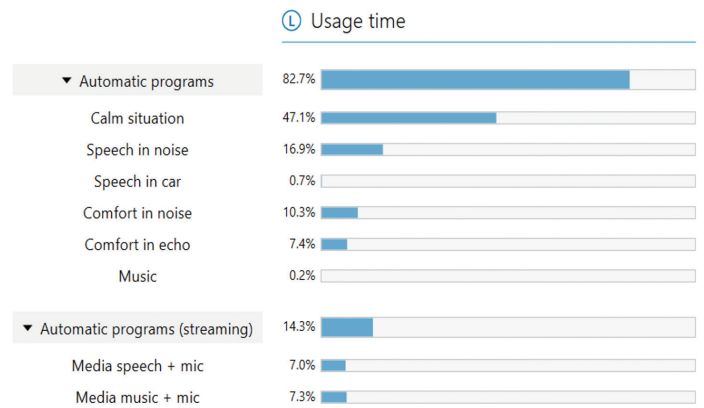 L Usage time
▼ Automatic programs 82.7%
Calm situation 47.1%
Speech in noise 16.9%
Speech in car 0.7%
Comfort in noise 10.3%
Comfort in echo 7.4%
Music 0.2%
▼ Automatic programs (streaming) 14.3%
Media speech + mic 7.0%
Media music + mic 7.3%